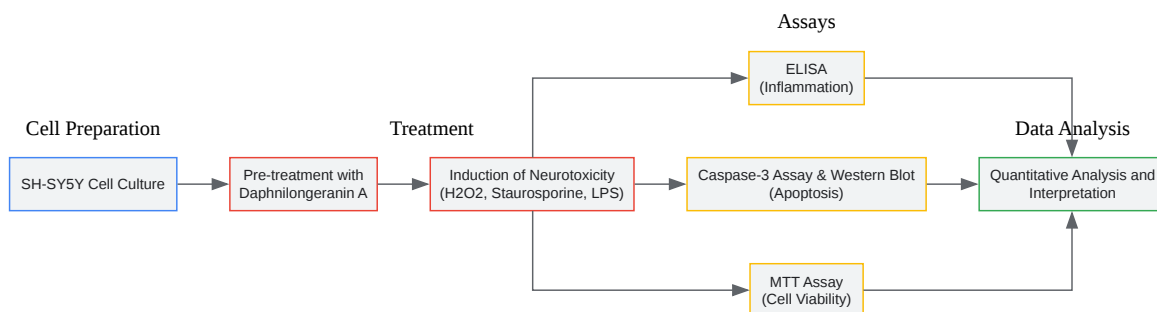 Assays
ELISA
(Inflammation)
Cell Preparation
Treatment
Data Analysis
SH-SY5Y Cell Culture
Pre-treatment with
Daphnilongeranin A
Induction of Neurotoxicity
(H2O2, Staurosporine, LPS)
Caspase-3 Assay & Western Blot
(Apoptosis)
Quantitative Analysis and
Interpretation
MTT Assay
(Cell Viability)